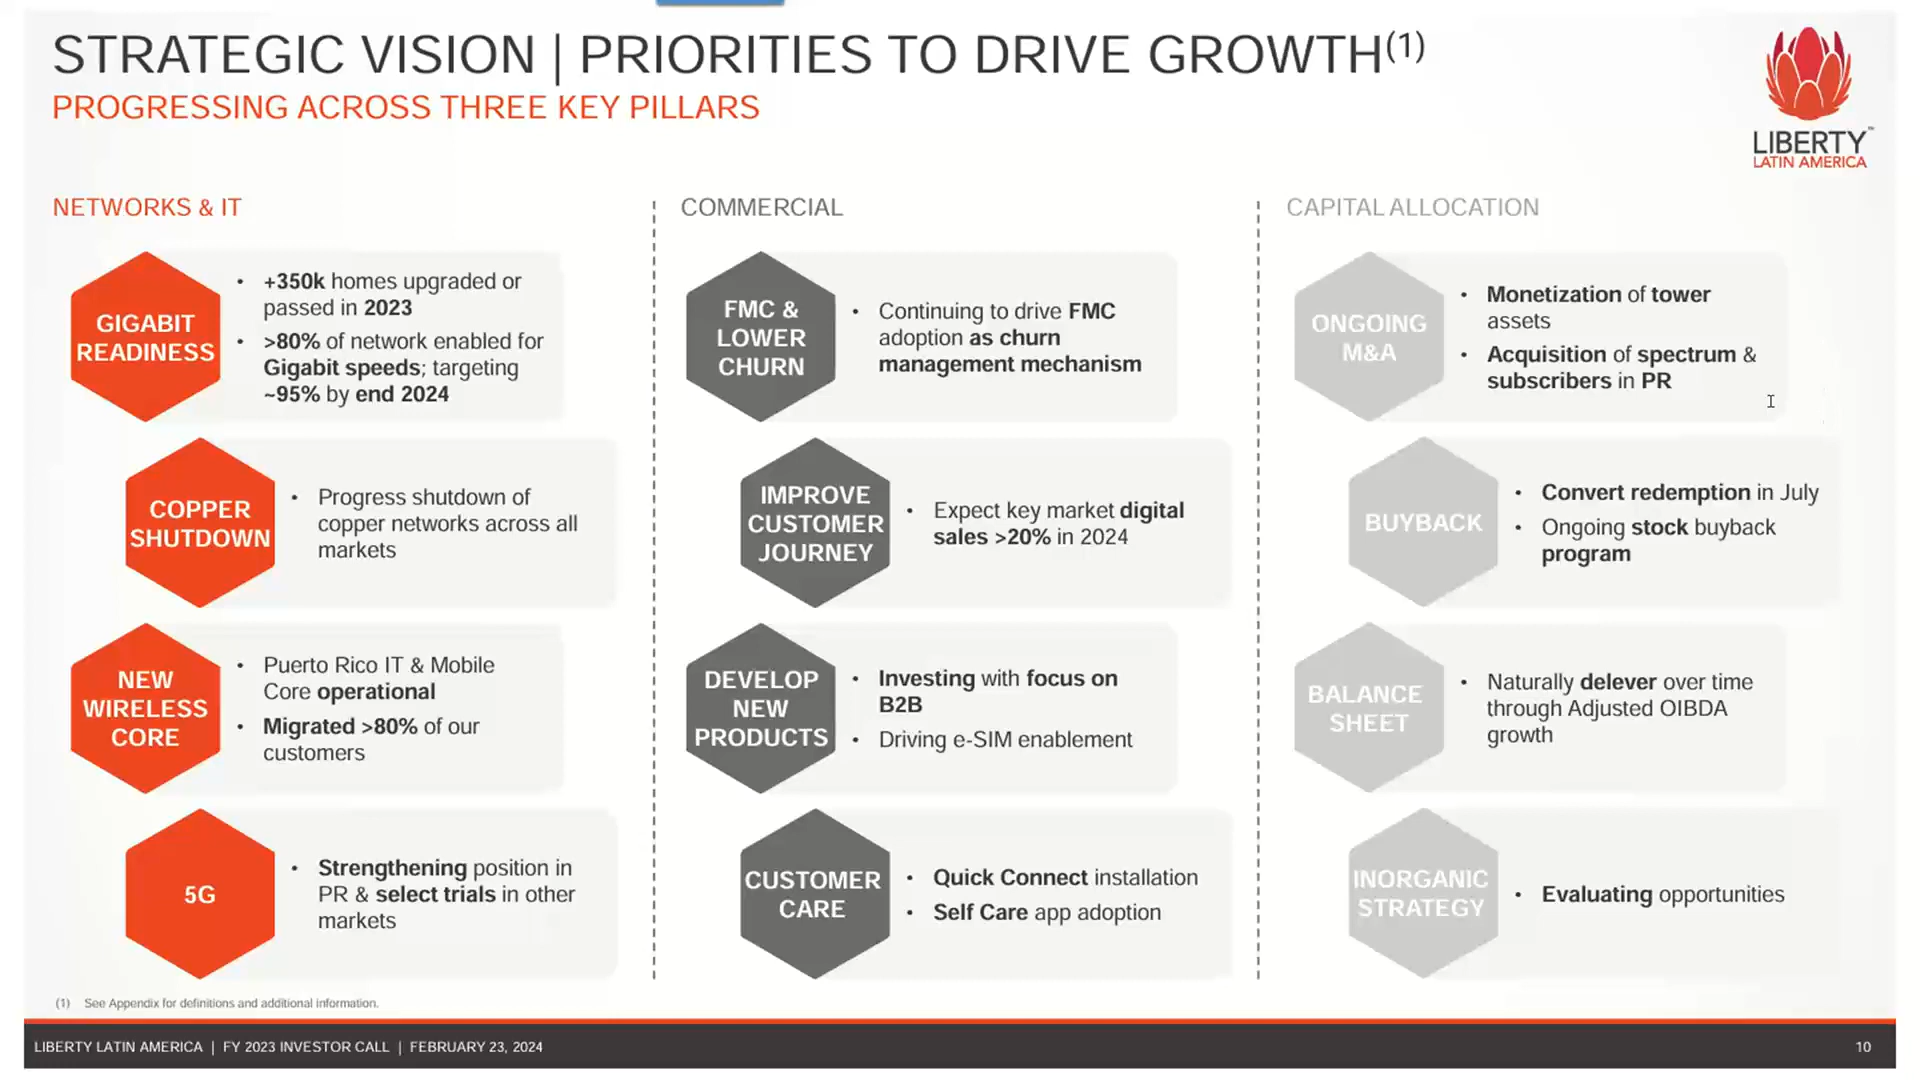 STRATEGIC VISION | PRIORITIES TO DRIVE GROWTH(1)
PROGRESSING ACROSS THREE KEY PILLARS
LIBERTY™
LATIN AMERICA
NETWORKS & IT
GIGABIT
READINESS
• +350k homes upgraded or
passed in 2023
• >80% of network enabled for
Gigabit speeds; targeting
~95% by end 2024
COPPER
SHUTDOWN
• Progress shutdown of
copper networks across all
markets
NEW
WIRELESS
CORE
• Puerto Rico IT & Mobile
Core operational
• Migrated >80% of our
customers
5G
• Strengthening position in
PR & select trials in other
markets
COMMERCIAL
FMC &
LOWER
CHURN
• Continuing to drive FMC
adoption as churn
management mechanism
IMPROVE
CUSTOMER
JOURNEY
• Expect key market digital
sales >20% in 2024
DEVELOP
NEW
PRODUCTS
• Investing with focus on
B2B
• Driving e-SIM enablement
CUSTOMER
CARE
• Quick Connect installation
• Self Care app adoption
CAPITAL ALLOCATION
ONGOING
M&A
• Monetization of tower
assets
• Acquisition of spectrum &
subscribers in PR
BUYBACK
• Convert redemption in July
• Ongoing stock buyback
program
BALANCE
SHEET
• Naturally delever over time
through Adjusted OIBDA
growth
INORGANIC
STRATEGY
• Evaluating opportunities
(1) See Appendix for definitions and additional information.
LIBERTY LATIN AMERICA | FY 2023 INVESTOR CALL | FEBRUARY 23, 2024
10